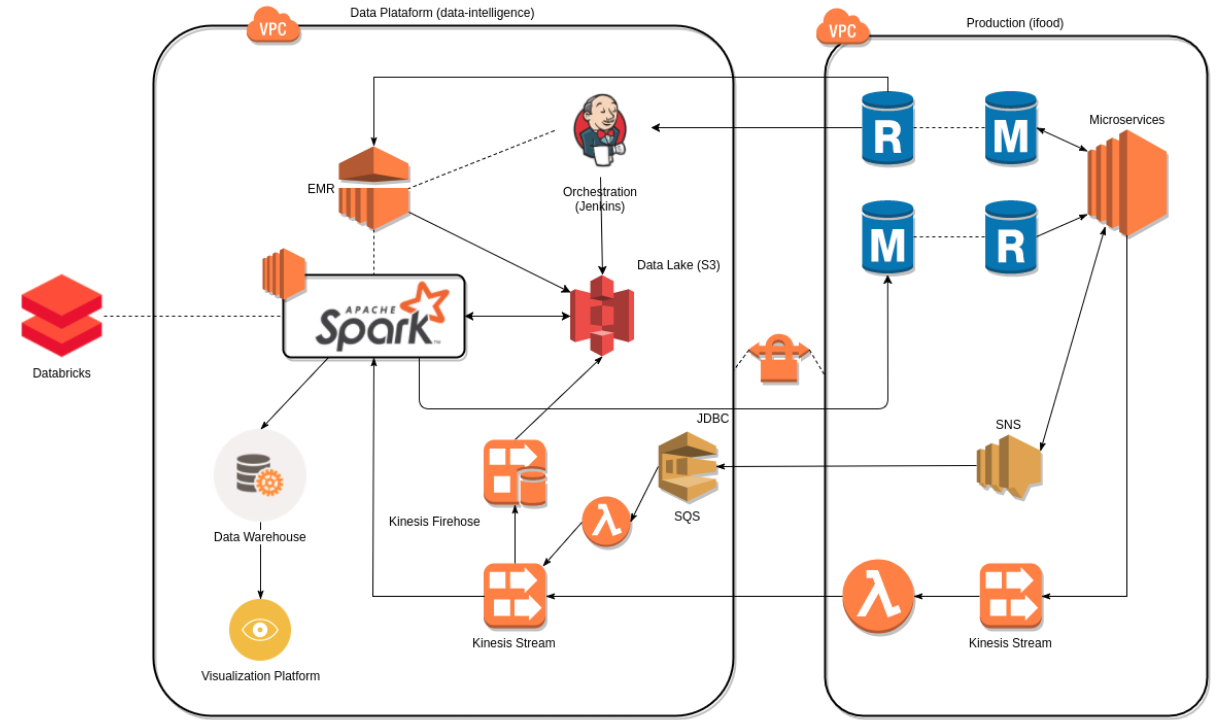 Data Plataform (data-intelligence)
VPC
VPC
Production (ifood)
R
M
Microservices
EMR
Orchestration
(Jenkins)
M
R
Data Lake (S3)
APACHE
Spark™
Databricks
JDBC
SNS
SQS
Kinesis Firehose
λ
Data Warehouse
λ
Kinesis Stream
Kinesis Stream
Visualization Platform